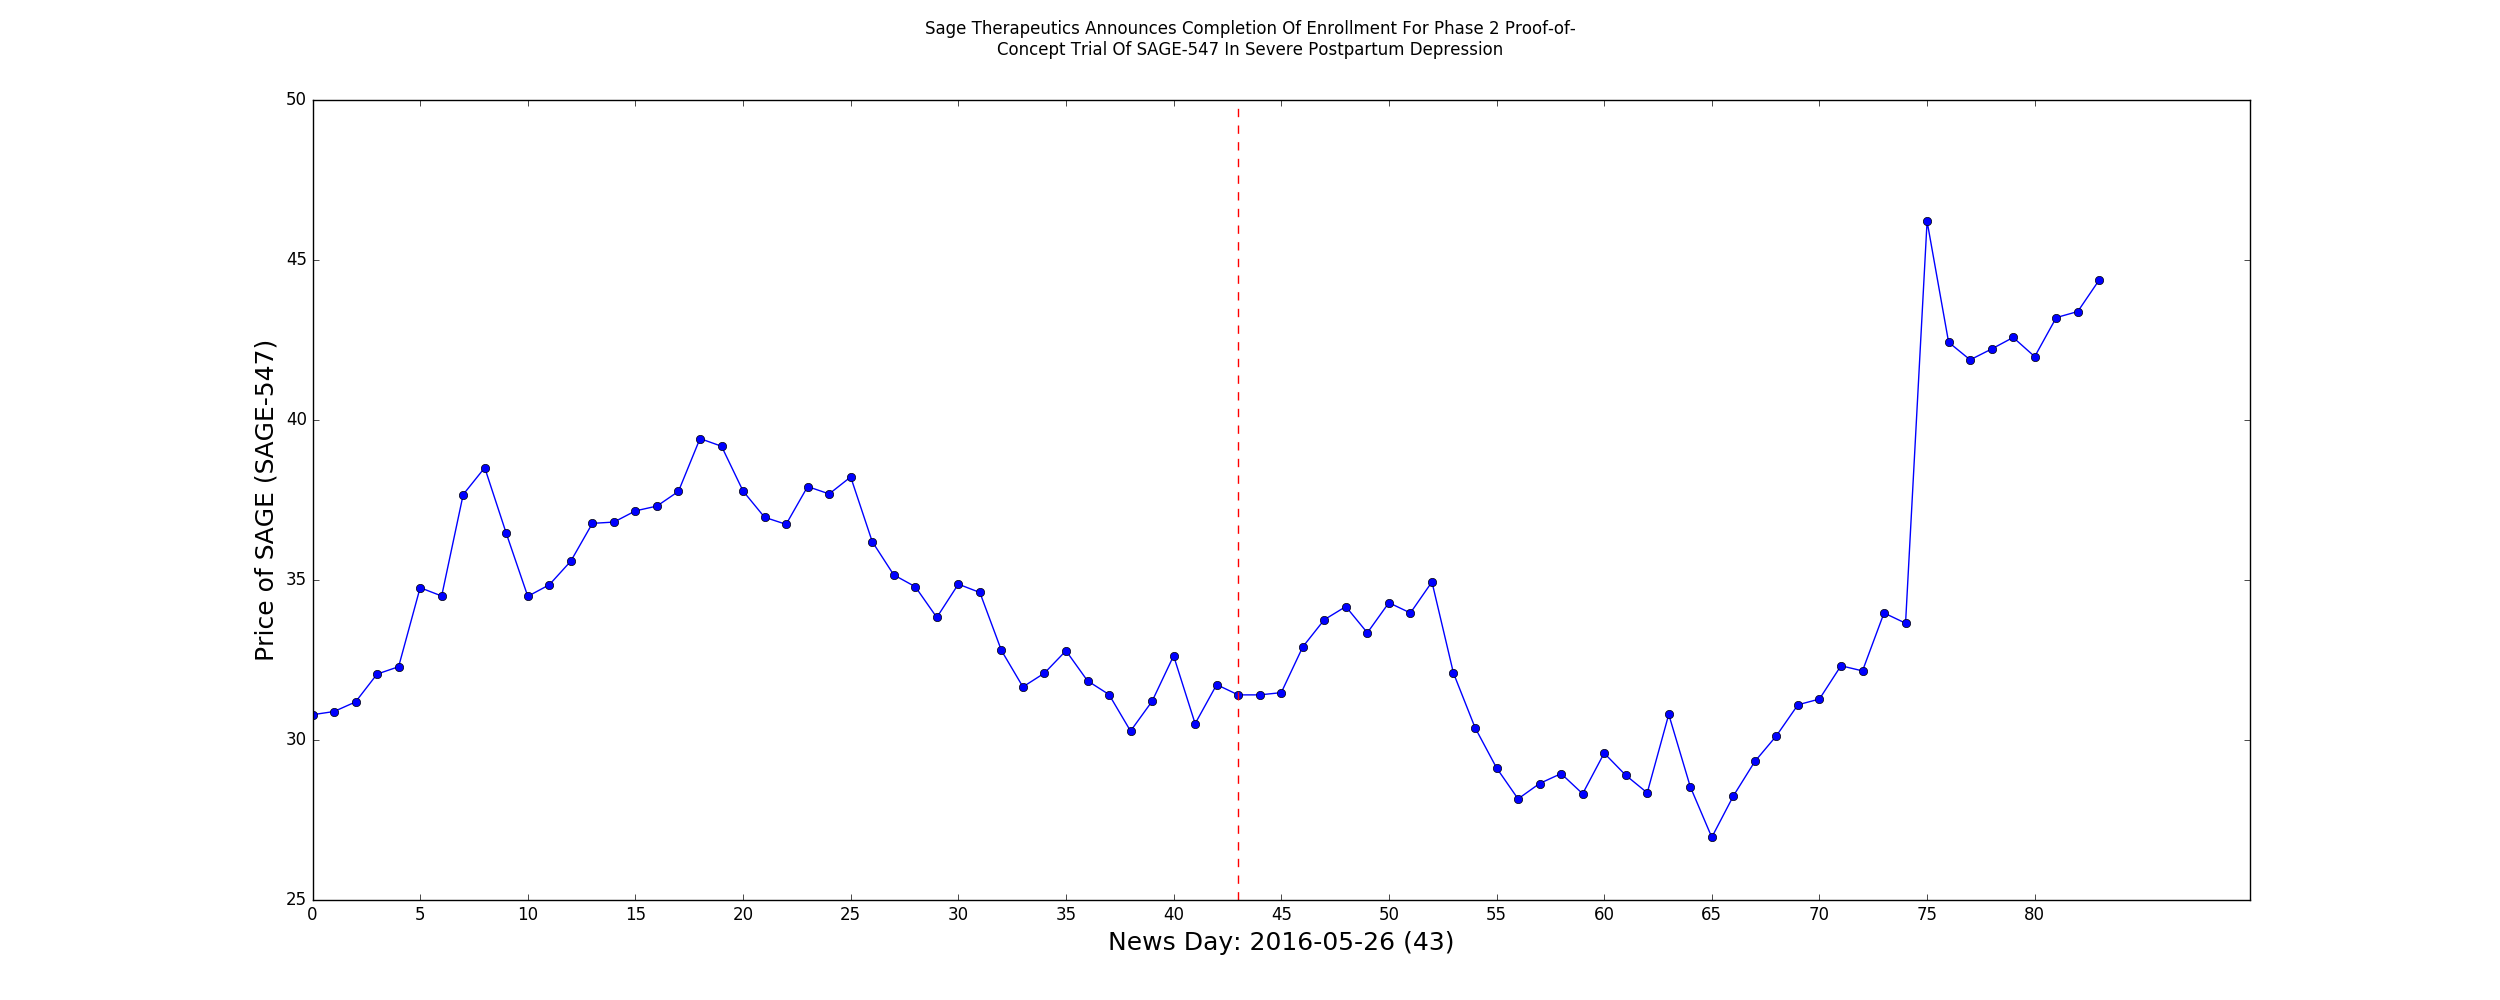 Sage Therapeutics Announces Completion Of Enrollment For Phase 2 Proof-of-
Concept Trial Of SAGE-547 In Severe Postpartum Depression
50
45
40
35
30
25
Price of SAGE (SAGE-547)
0 5 10 15 20 25 30 35 40 45 50 55 60 65 70 75 80
News Day: 2016-05-26 (43)